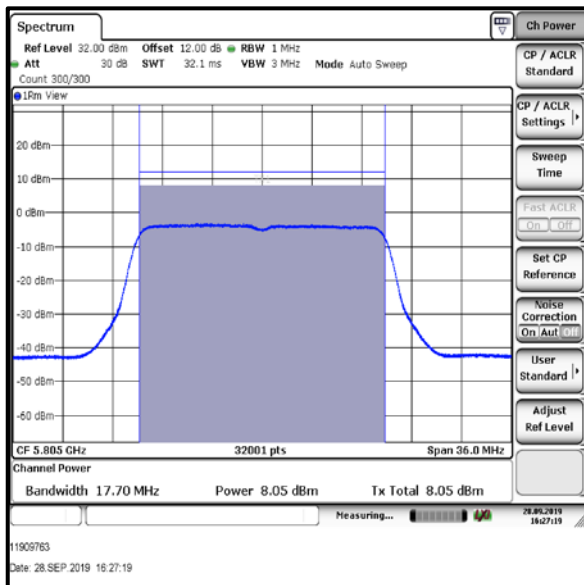 Spectrum
Ref Level 32.00 dBm Offset 12.00 dB RBW 1 MHz
Att 30 dB SWT 32.1 ms VBW 3 MHz Mode Auto Sweep
Count 300/300
1Rm View
20 dBm
10 dBm
0 dBm
-10 dBm
-20 dBm
-30 dBm
-40 dBm
-50 dBm
-60 dBm
CF 5.805 GHz 32001 pts Span 36.0 MHz
Channel Power
Bandwidth 17.70 MHz Power 8.05 dBm Tx Total 8.05 dBm
Measuring... 28.09.2019
16:27:19
Ch Power
CP / ACLR
Standard
CP / ACLR
Settings
Sweep
Time
Fast ACLR
On Off
Set CP
Reference
Noise
Correction
On Aut Off
User
Standard
Adjust
Ref Level
11909763
Date: 28.SEP.2019 16:27:19